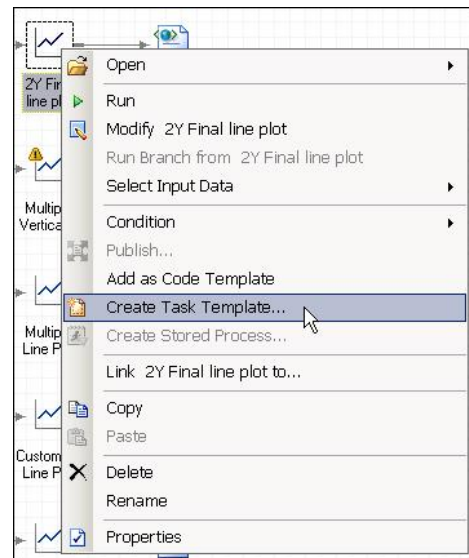 2Y Fin
line pl
Multip
Vertica
Multip
Line P
Custom
Line P
Open
Run
Modify 2Y Final line plot
Run Branch from 2Y Final line plot
Select Input Data
Condition
Publish...
Add as Code Template
Create Task Template...
Create Stored Process...
Link 2Y Final line plot to...
Copy
Paste
Delete
Rename
Properties